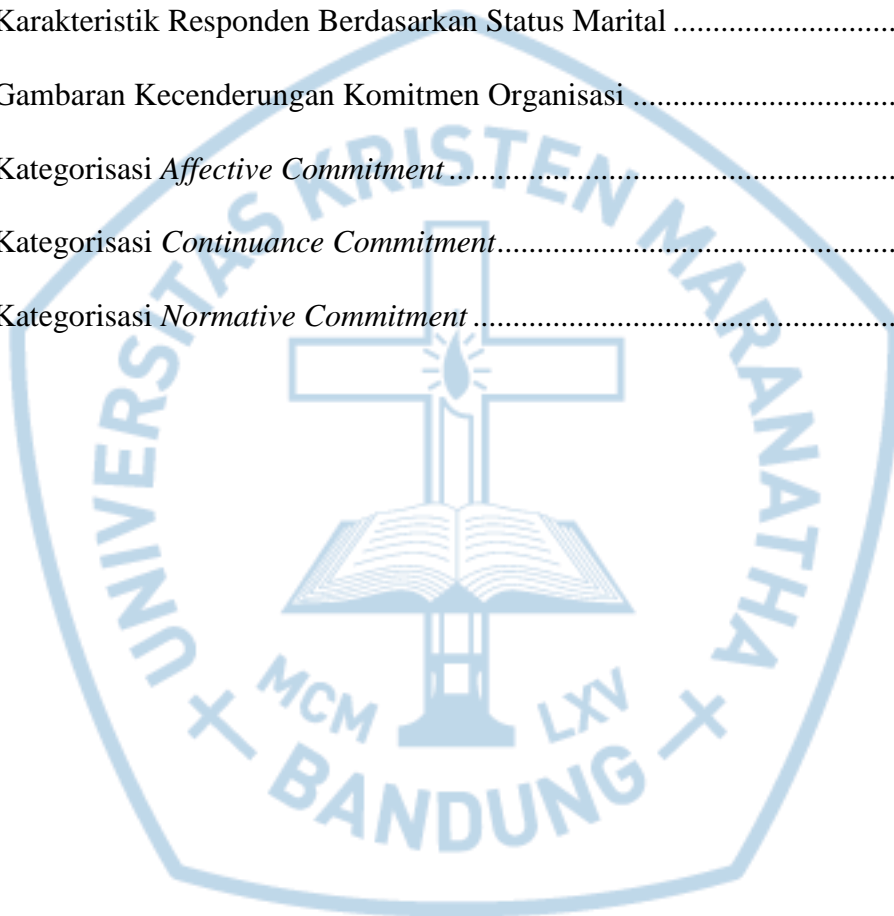 Karakteristik Responden Berdasarkan Status Marital ............................
Gambaran Kecenderungan Komitmen Organisasi .................................
Kategorisasi Affective Commitment ........................................................
Kategorisasi Continuance Commitment ..................................................
Kategorisasi Normative Commitment .....................................................
UNIVERSITAS KRISTEN MARANATHA
MCM LXV
BANDUNG